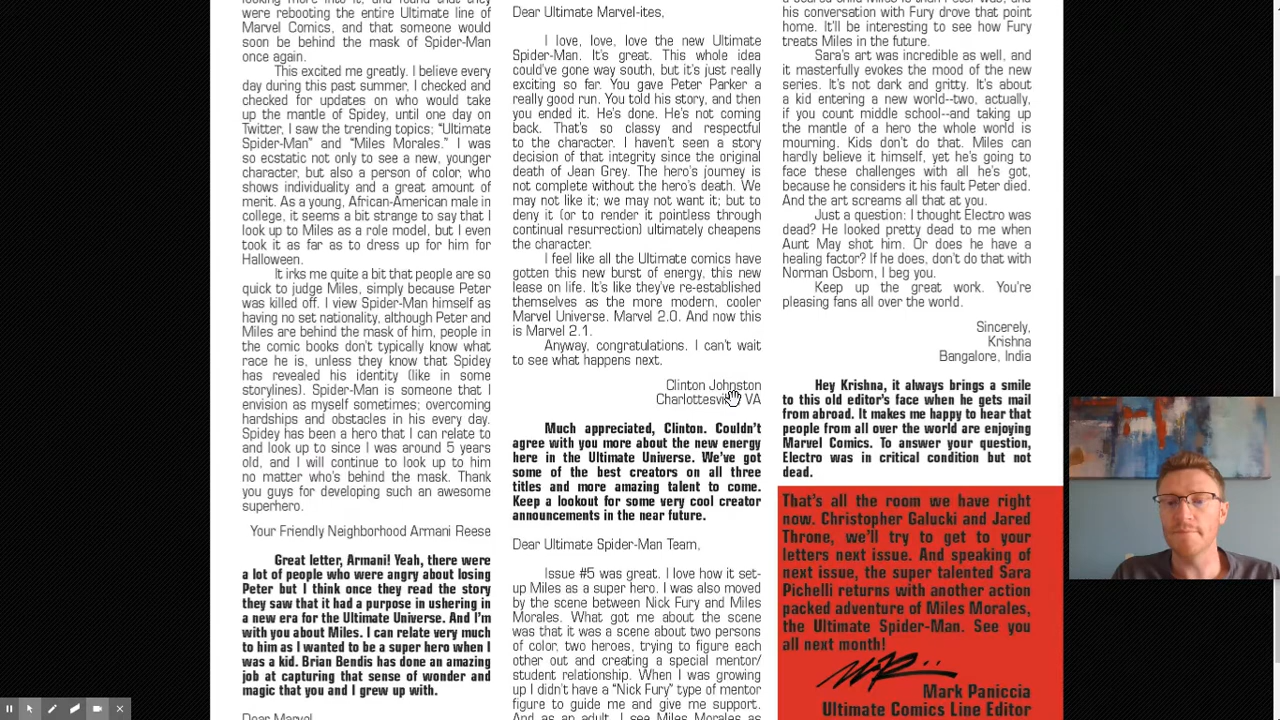 looking more into it, and found that they
were rebooting the entire Ultimate line of
Marvel Comics, and that someone would
soon be behind the mask of Spider-Man
once again.
This excited me greatly. I believe every
day during this past summer, I checked and
checked for updates on who would take
up the mantle of Spidey, until one day on
Twitter, I saw the trending topics; “Ultimate
Spider-Man” and “Miles Morales.” I was
so ecstatic not only to see a new, younger
character, but also a person of color, who
shows individuality and a great amount of
merit. As a young, African-American male in
college, it seems a bit strange to say that I
look up to Miles as a role model, but I even
took it as far as to dress up for him for
Halloween.
It irks me quite a bit that people are so
quick to judge Miles, simply because Peter
was killed off. I view Spider-Man himself as
having no set nationality, although Peter and
Miles are behind the mask of him, people in
the comic books don’t typically know what
race he is, unless they know that Spidey
has revealed his identity (like in some
storylines). Spider-Man is someone that I
envision as myself sometimes; overcoming
hardships and obstacles in his every day.
Spidey has been a hero that I can relate to
and look up to since I was around 5 years
old, and I will continue to look up to him
no matter who’s behind the mask. Thank
you guys for developing such an awesome
superhero.
Your Friendly Neighborhood Armani Reese
Great letter, Armani! Yeah, there were
a lot of people who were angry about losing
Peter but I think once they read the story
they saw that it had a purpose in ushering in
a new era for the Ultimate Universe. And I’m
with you about Miles. I can relate very much
to him as I wanted to be a super hero when I
was a kid. Brian Bendis has done an amazing
job at capturing that sense of wonder and
magic that you and I grew up with.
Dear Marvel
Dear Ultimate Marvel-ites,
I love, love, love the new Ultimate
Spider-Man. It’s great. This whole idea
could’ve gone way south, but it’s just really
exciting so far. You gave Peter Parker a
really good run. You told his story, and then
you ended it. He’s done. He’s not coming
back. That’s so classy and respectful
to the character. I haven’t seen a story
decision of that integrity since the original
death of Jean Grey. The hero’s journey is
not complete without the hero’s death. We
may not like it; we may not want it; but to
deny it (or to render it pointless through
continual resurrection) ultimately cheapens
the character.
I feel like all the Ultimate comics have
gotten this new burst of energy, this new
lease on life. It’s like they’ve re-established
themselves as the more modern, cooler
Marvel Universe. Marvel 2.0. And now this
is Marvel 2.1.
Anyway, congratulations. I can’t wait
to see what happens next.
Clinton Johnston
Charlottesville VA
Much appreciated, Clinton. Couldn’t
agree with you more about the new energy
here in the Ultimate Universe. We’ve got
some of the best creators on all three
titles and more amazing talent to come.
Keep a lookout for some very cool creator
announcements in the near future.
Dear Ultimate Spider-Man Team,
Issue #5 was great. I love how it set-
up Miles as a super hero. I was also moved
by the scene between Nick Fury and Miles
Morales. What got me about the scene
was that it was a scene about two persons
of color, two heroes, trying to figure each
other out and creating a special mentor/
student relationship. When I was growing
up I didn’t have a “Nick Fury” type of mentor
figure to guide me and give me support.
And as an adult, I see Miles Morales as
a scared child Miles is than Peter was, and
his conversation with Fury drove that point
home. It’ll be interesting to see how Fury
treats Miles in the future.
Sara’s art was incredible as well, and
it masterfully evokes the mood of the new
series. It’s not dark and gritty. It’s about
a kid entering a new world--two, actually,
if you count middle school--and taking up
the mantle of a hero the whole world is
mourning. Kids don’t do that. Miles can
hardly believe it himself, yet he’s going to
face these challenges with all he’s got,
because he considers it his fault Peter died.
And the art screams all that at you.
Just a question: I thought Electro was
dead? He looked pretty dead to me when
Aunt May shot him. Or does he have a
healing factor? If he does, don’t do that with
Norman Osborn, I beg you.
Keep up the great work. You’re
pleasing fans all over the world.
Sincerely,
Krishna
Bangalore, India
Hey Krishna, it always brings a smile
to this old editor’s face when he gets mail
from abroad. It makes me happy to hear that
people from all over the world are enjoying
Marvel Comics. To answer your question,
Electro was in critical condition but not
dead.
That’s all the room we have right
now. Christopher Galucki and Jared
Throne, we’ll try to get to your
letters next issue. And speaking of
next issue, the super talented Sara
Pichelli returns with another action
packed adventure of Miles Morales,
the Ultimate Spider-Man. See you
all next month!
Mark Paniccia
Ultimate Comics Line Editor